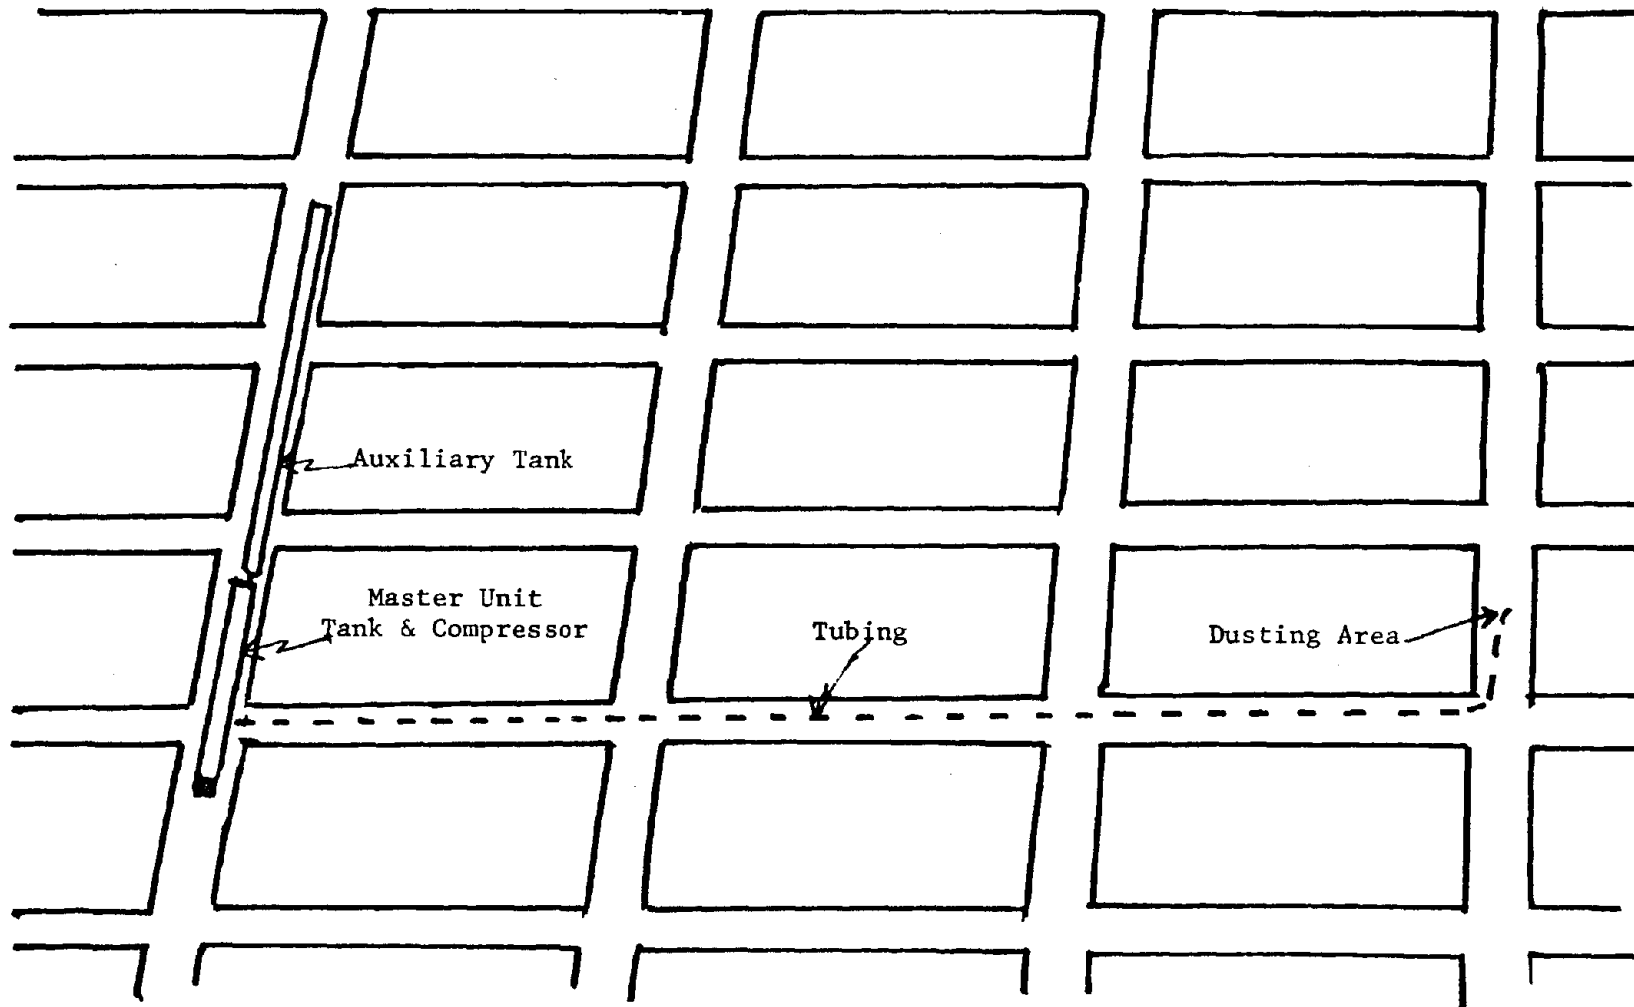 Auxiliary Tank
Master Unit
Tank & Compressor
Tubing
Dusting Area